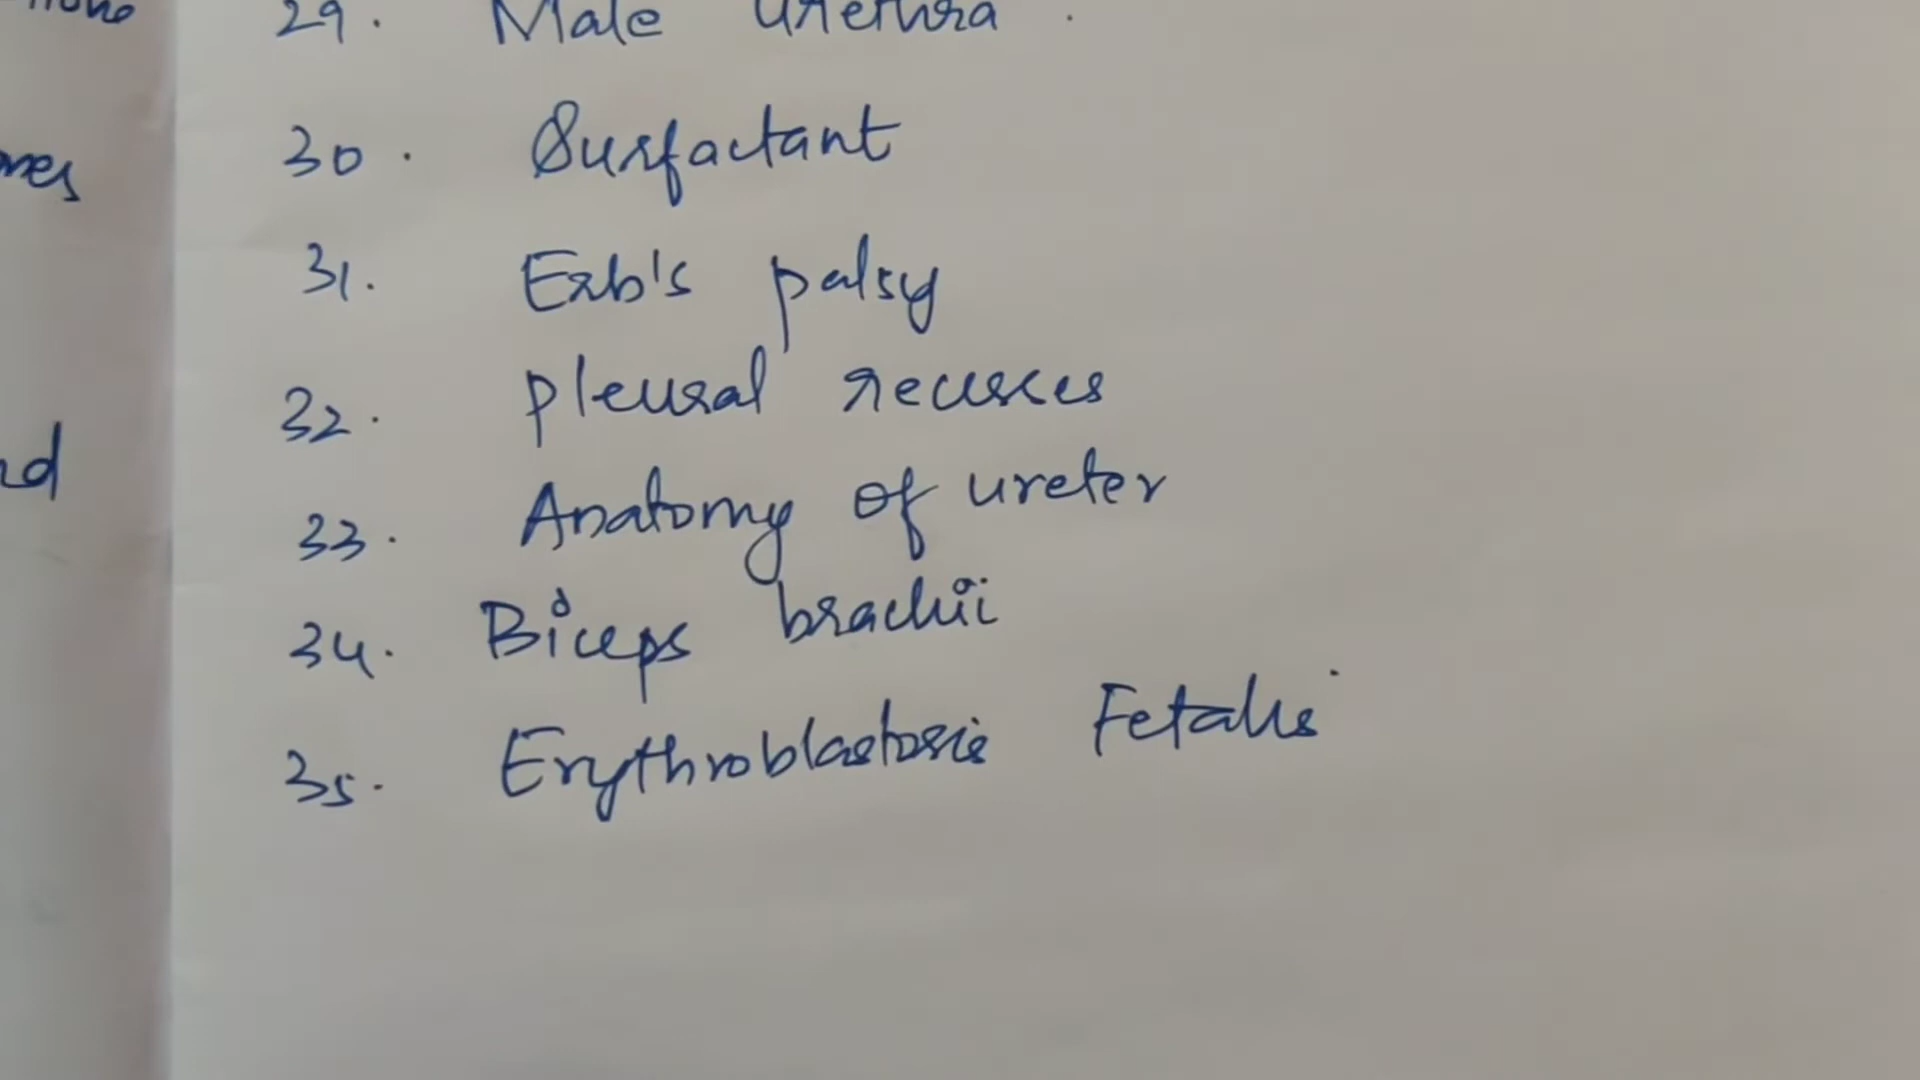 29. Male Urethra.
30. Surfactant
31. Erb's palsy
32. Pleural recesses
33. Anatomy of ureter
34. Biceps brachii
35. Erythroblastosis Fetalis